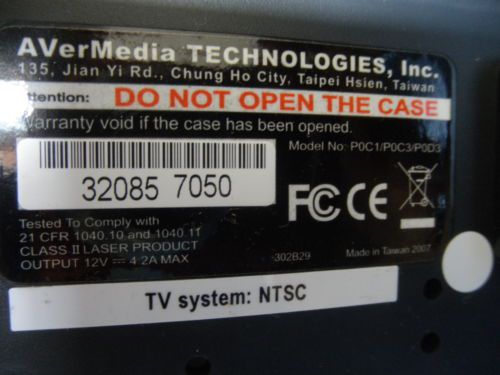 AVerMedia TECHNOLOGIES, Inc.
135, Jian Yi Rd., Chung Ho City, Taipei Hsien, Taiwan
ttention: DO NOT OPEN THE CASE
Warranty void if the case has been opened.
Model No: P0C1/P0C3/P0D3
32085 7050
FC CE
Tested To Comply with
21 CFR 1040.10 and 1040.11
CLASS II LASER PRODUCT
OUTPUT 12V⎓4.2A MAX
-302B29
Made in Taiwan 2007
TV system: NTSC